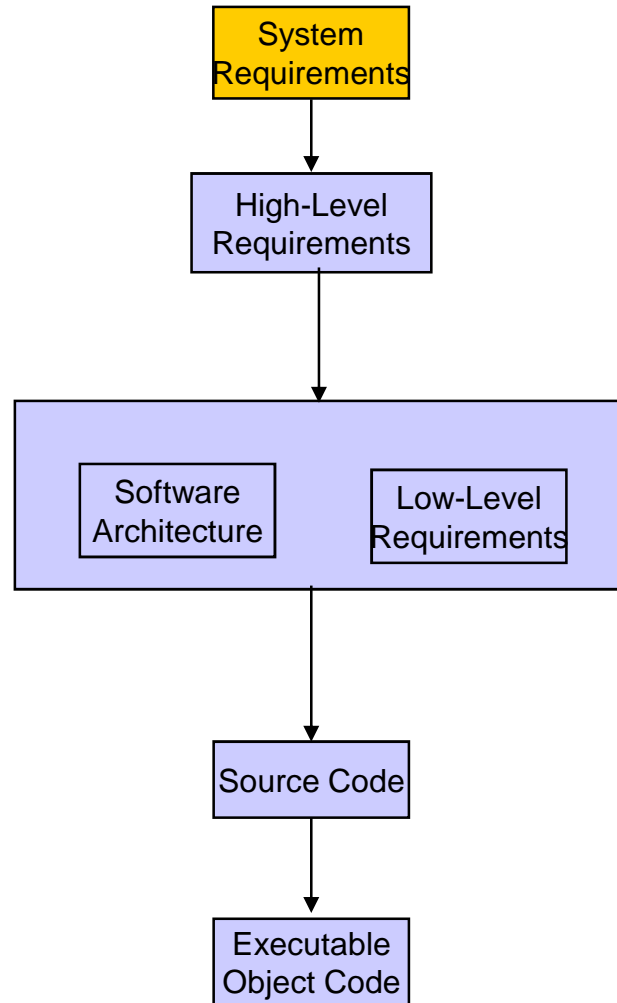 System
Requirements
High-Level
Requirements
Software
Architecture
Low-Level
Requirements
Source Code
Executable
Object Code